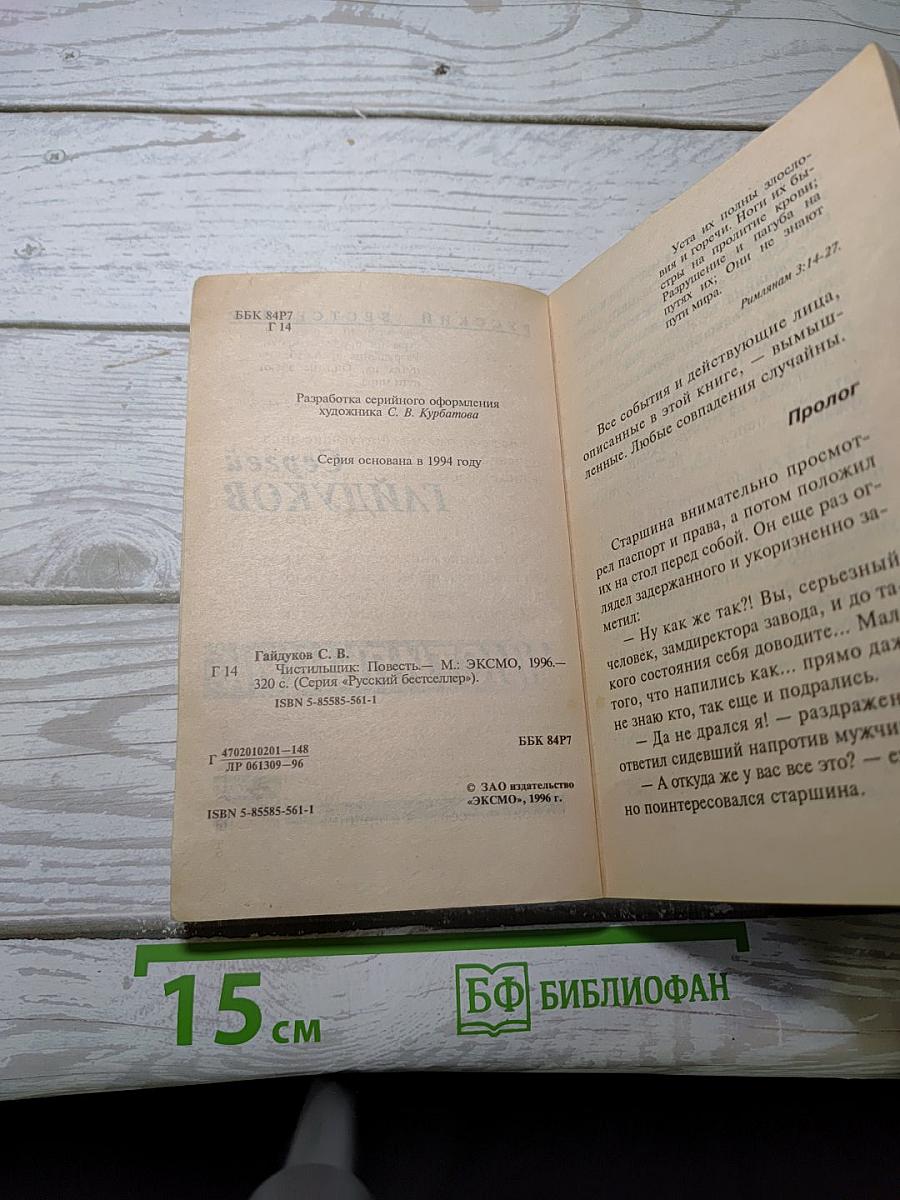 ББК 84Р7
Г 14
Разработка серийного оформления
художника С. В. Курбатова
Серия основана в 1994 году
Гайдуков С. В.
Г 14 Чистильщик: Повесть.— М.: ЭКСМО, 1996.—
320 с. (Серия «Русский бестселлер»).
ISBN 5-85585-561-1
Г 4702010201—148
ЛР 061309—96
ББК 84Р7
ISBN 5-85585-561-1
© ЗАО издательство
«ЭКСМО», 1996 г.
Уста их полны злосло-
вия и горечи. Ноги их бы-
стры на пролитие крови;
Разрушение и пагуба на
путях их; Они не знают
пути мира.
Римлянам 3:14-27.
Все события и действующие лица,
описанные в этой книге, — вымыш-
ленные. Любые совпадения случайны.
Пролог
Старшина внимательно просмот-
рел паспорт и права, а потом положил
их на стол перед собой. Он еще раз ог-
лядел задержанного и укоризненно за-
метил:
— Ну как же так?! Вы, серьезный
человек, замдиректора завода, и до та-
кого состояния себя доводите... Мал
того, что напились как... прямо даж
не знаю кто, так еще и подрались.
— Да не дрался я! — раздражен
ответил сидевший напротив мужчи
— А откуда же у вас все это? —
но поинтересовался старшина.
15 см
БФ БИБЛИОФАН